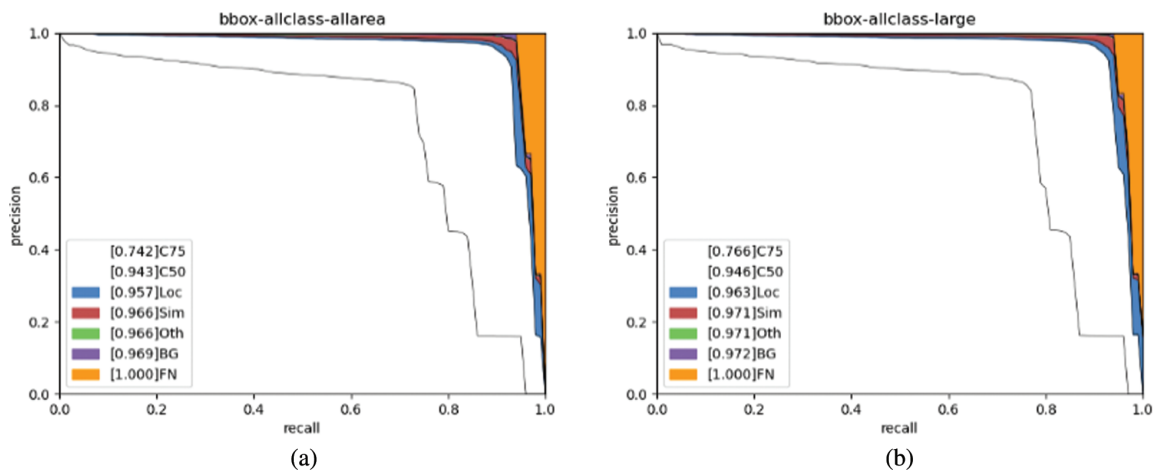 bbox-allclass-allarea
1.0
0.8
0.6
0.4
0.2
0.0
precision
[0.742]C75
[0.943]C50
[0.957]Loc
[0.966]Sim
[0.966]Oth
[0.969]BG
[1.000]FN
0.0 0.2 0.4 0.6 0.8 1.0
recall
(a)
bbox-allclass-large
1.0
0.8
0.6
0.4
0.2
0.0
precision
[0.766]C75
[0.946]C50
[0.963]Loc
[0.971]Sim
[0.971]Oth
[0.972]BG
[1.000]FN
0.0 0.2 0.4 0.6 0.8 1.0
recall
(b)